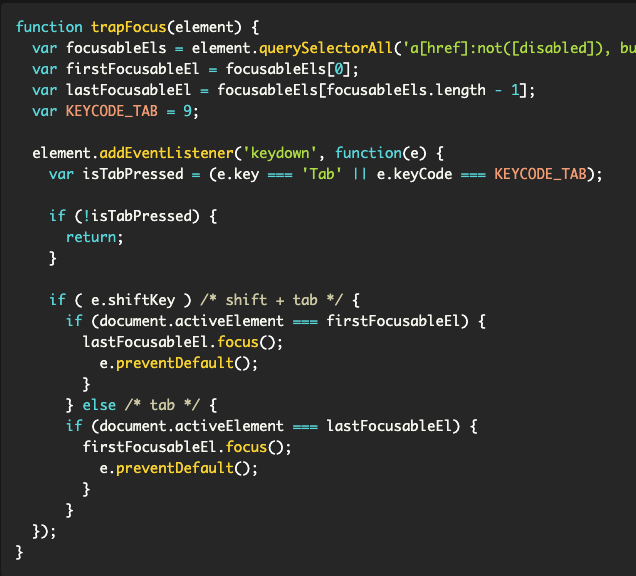 function trapFocus(element) {
  var focusableEls = element.querySelectorAll('a[href]:not([disabled]), bu
  var firstFocusableEl = focusableEls[0];
  var lastFocusableEl = focusableEls[focusableEls.length - 1];
  var KEYCODE_TAB = 9;

  element.addEventListener('keydown', function(e) {
    var isTabPressed = (e.key === 'Tab' || e.keyCode === KEYCODE_TAB);

    if (!isTabPressed) {
      return;
    }

    if ( e.shiftKey ) /* shift + tab */ {
      if (document.activeElement === firstFocusableEl) {
        lastFocusableEl.focus();
          e.preventDefault();
        }
      } else /* tab */ {
      if (document.activeElement === lastFocusableEl) {
        firstFocusableEl.focus();
          e.preventDefault();
        }
      }
  });
}